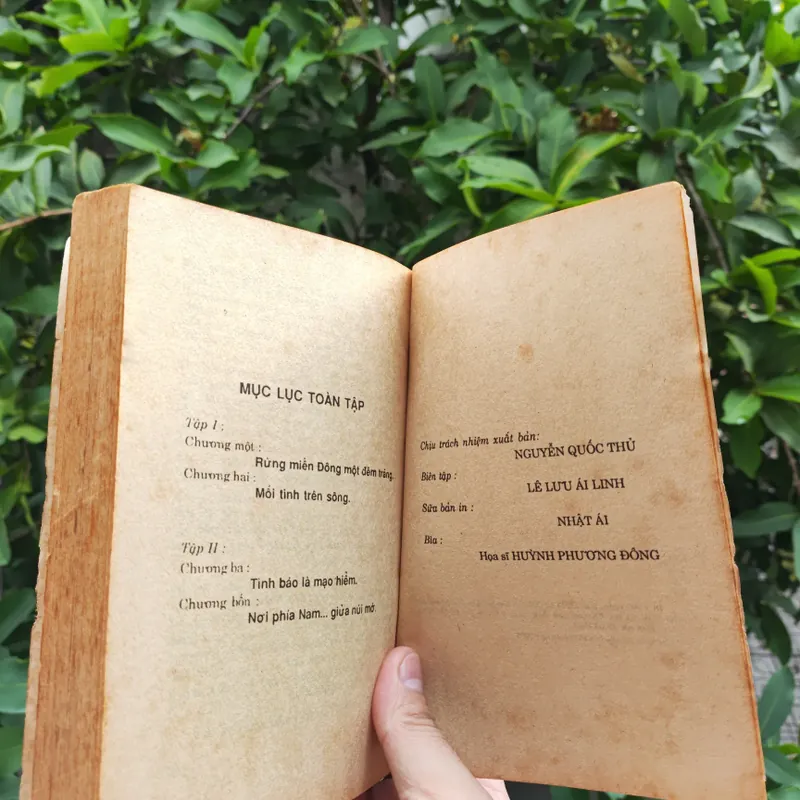 MỤC LỤC TOÀN TẬP
Tập I :
Chương một :
Rừng miền Đông một đêm trăng.
Chương hai :
Mối tình trên sông.
Tập II :
Chương ba :
Tình báo là mạo hiểm.
Chương bốn :
Nơi phía Nam... giữa núi mờ.
Chịu trách nhiệm xuất bản:
NGUYỄN QUỐC THỬ
Biên tập :
LÊ LƯU ÁI LINH
Sửa bản in :
NHẬT ÁI
Bìa :
Họa sĩ HUỲNH PHƯƠNG ĐÔNG